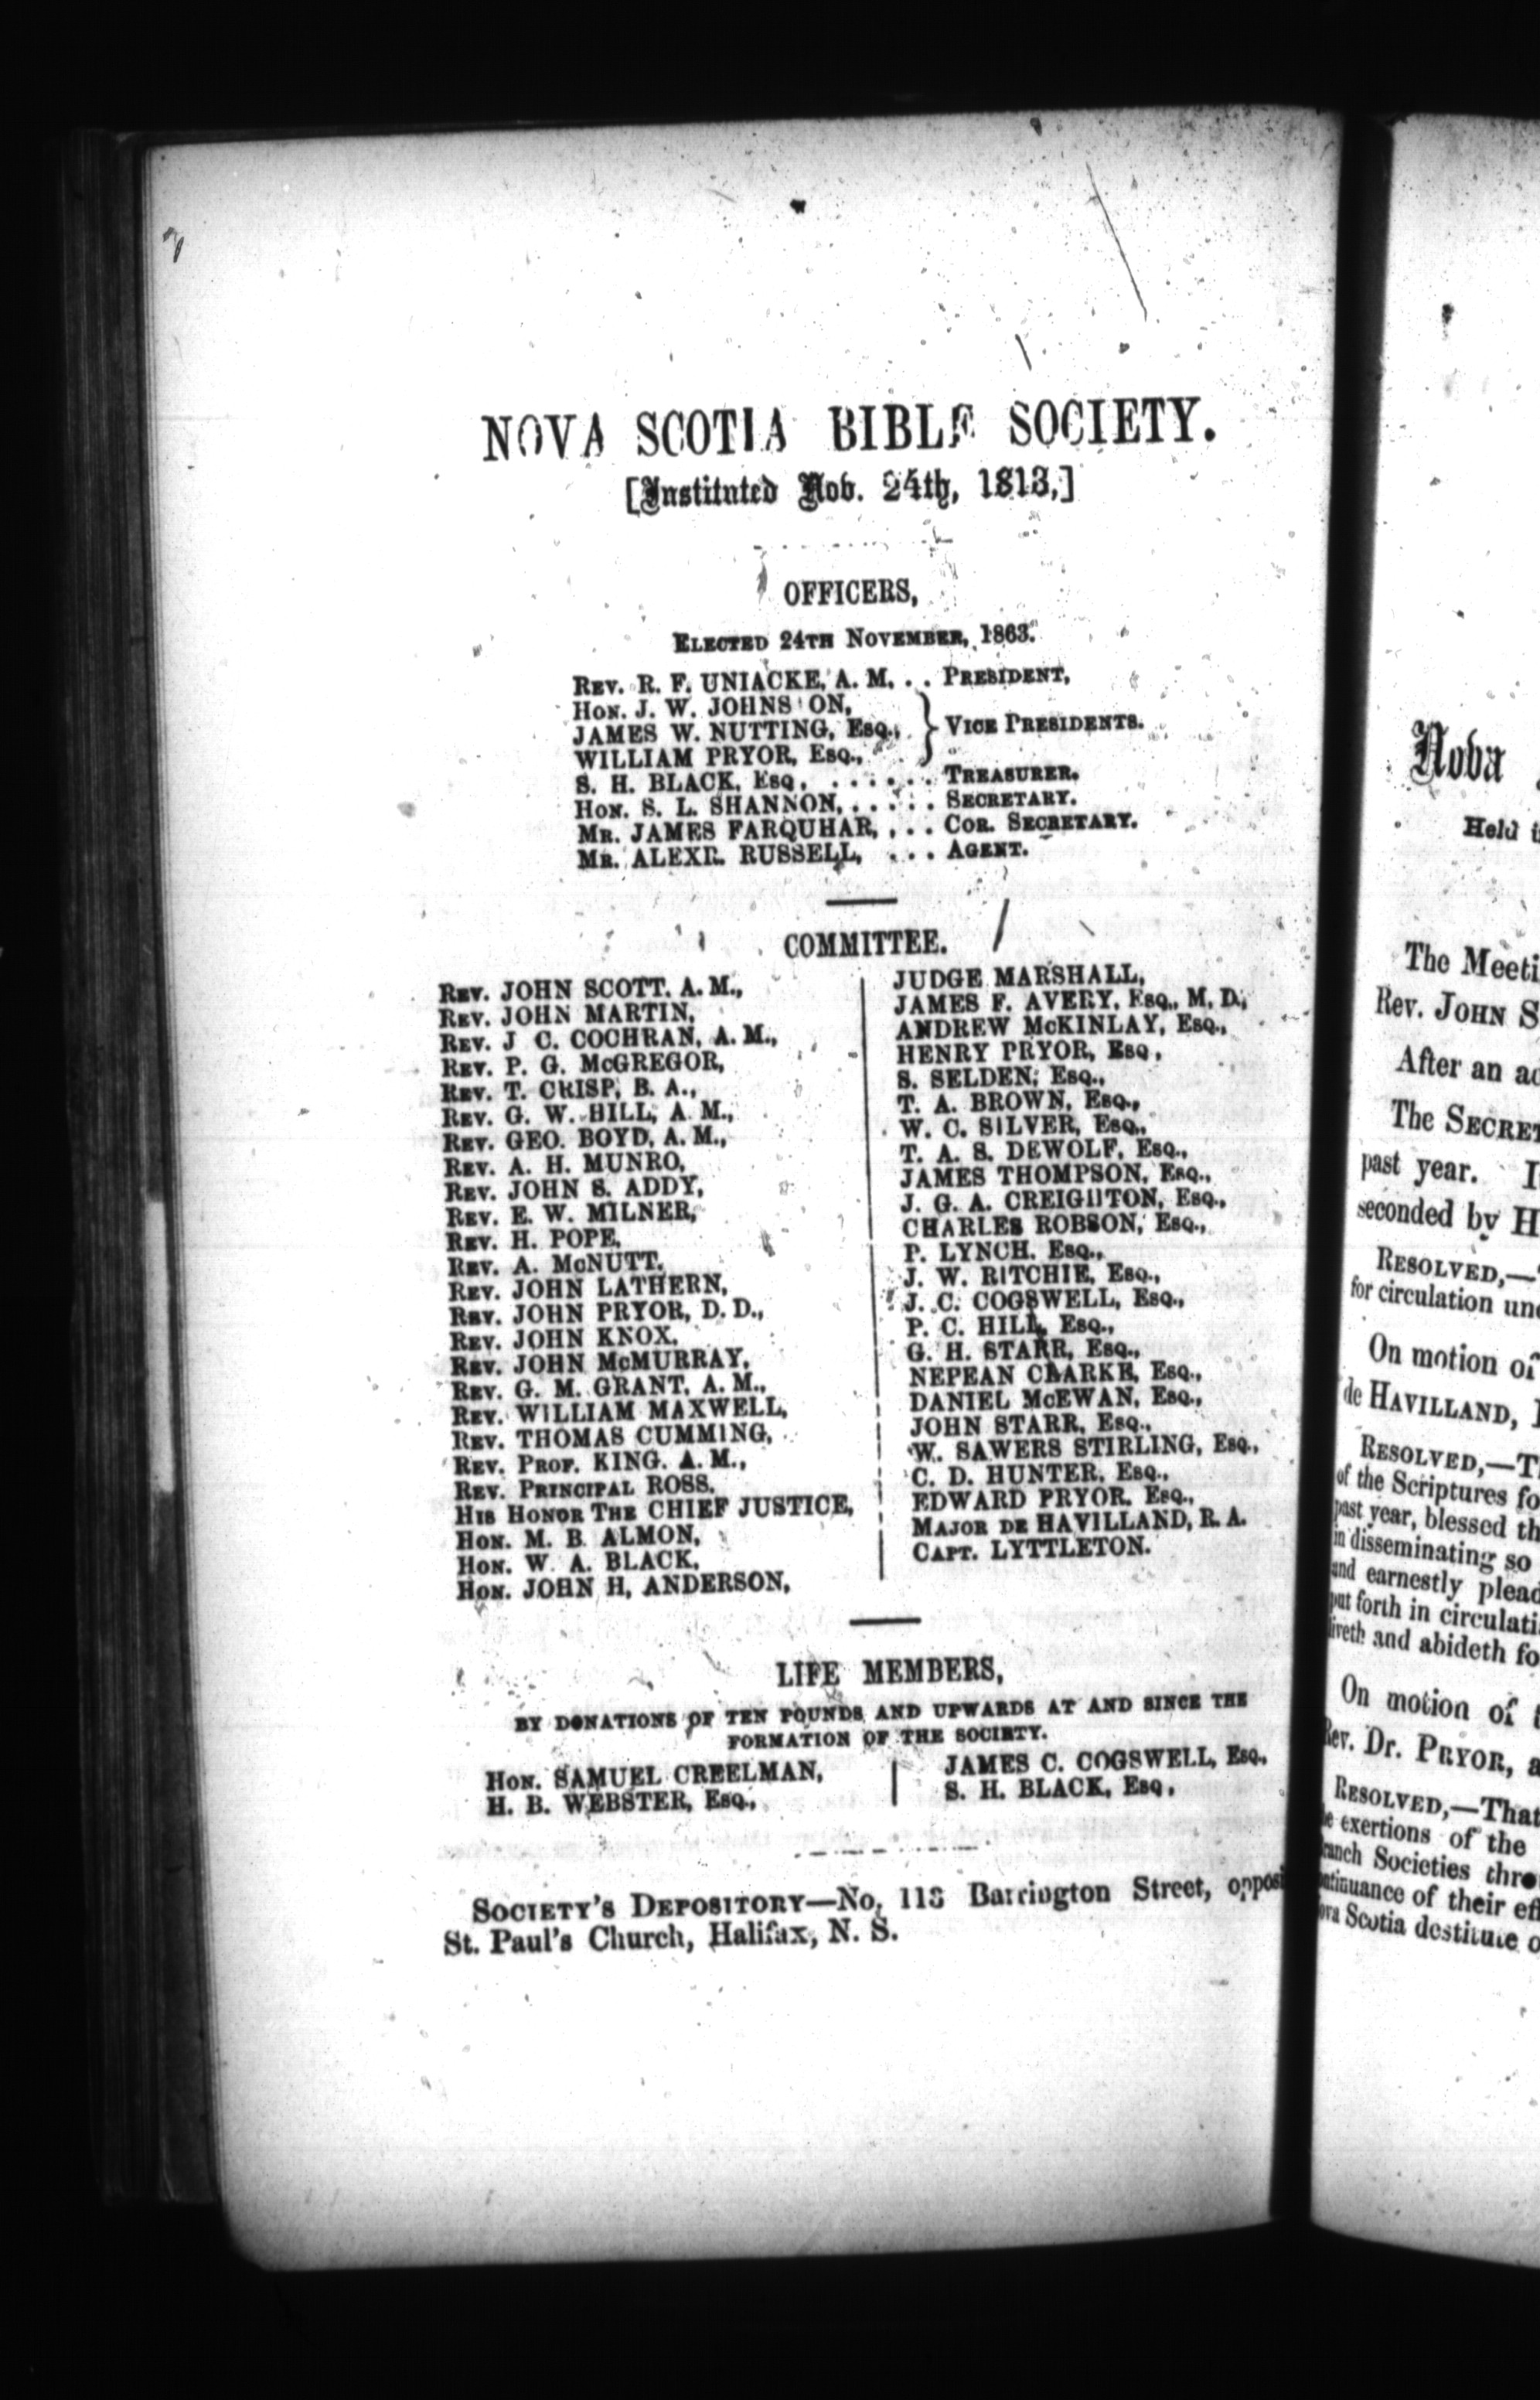 NOVA SCOTIA BIBLE SOCIETY.
[Instituted Nov. 24th, 1813,]
OFFICERS,
ELECTED 24TH NOVEMBER, 1863.
REV. R. F. UNIACKE, A. M. . . PRESIDENT,
HON. J. W. JOHNS ON,
JAMES W. NUTTING, ESQ., } VICE PRESIDENTS.
WILLIAM PRYOR, ESQ.,
S. H. BLACK, ESQ, . . . . . . TREASURER.
HON. S. L. SHANNON, . . . . . SECRETARY.
MR. JAMES FARQUHAR, . . . COR. SECRETARY.
MR. ALEXR. RUSSELL, . . . AGENT.
COMMITTEE.
REV. JOHN SCOTT, A. M.,
REV. JOHN MARTIN,
REV. J C. COCHRAN, A. M.,
REV. P. G. McGREGOR,
REV. T. CRISP, B. A.,
REV. G. W. HILL, A M.,
REV. GEO. BOYD, A. M.,
REV. A. H. MUNRO,
REV. JOHN S. ADDY,
REV. E. W. MILNER,
REV. H. POPE,
REV. A. McNUTT,
REV. JOHN LATHERN,
REV. JOHN PRYOR, D. D.,
REV. JOHN KNOX.
REV. JOHN McMURRAY,
REV. G. M. GRANT, A. M.,
REV. WILLIAM MAXWELL,
REV. THOMAS CUMMING,
REV. PROF. KING. A. M.,
REV. PRINCIPAL ROSS.
HIS HONOR THE CHIEF JUSTICE,
HON. M. B. ALMON,
HON. W. A. BLACK,
HON. JOHN H, ANDERSON,
JUDGE MARSHALL,
JAMES F. AVERY, ESQ., M. D.,
ANDREW McKINLAY, ESQ.,
HENRY PRYOR, ESQ,
S. SELDEN, ESQ.,
T. A. BROWN, ESQ.,
W. C. SILVER, ESQ.,
T. A. S. DEWOLF, ESQ.,
JAMES THOMPSON, ESQ.,
J. G. A. CREIGHTON, ESQ.,
CHARLES ROBSON, ESQ.,
P. LYNCH. ESQ.,
J. W. RITCHIE, ESQ.,
J. C. COGSWELL, ESQ.,
P. C. HILL, ESQ.,
G. H. STARR, ESQ.,
NEPEAN CLARKE, ESQ.,
DANIEL McEWAN, ESQ.,
JOHN STARR, ESQ.,
W. SAWERS STIRLING, ESQ.,
C. D. HUNTER, ESQ.,
EDWARD PRYOR. ESQ.,
MAJOR DE HAVILLAND, R. A.
CAPT. LYTTLETON.
LIFE MEMBERS,
BY DONATIONS OF TEN POUNDS AND UPWARDS AT AND SINCE THE
FORMATION OF THE SOCIETY.
HON. SAMUEL CREELMAN,
H. B. WEBSTER, ESQ.,
JAMES C. COGSWELL, ESQ.,
S. H. BLACK, ESQ,
SOCIETY'S DEPOSITORY—No, 113 Barrington Street, opposi
St. Paul's Church, Halifax, N. S.
Nova
Held i
The Meeti
Rev. JOHN S
After an ac
The SECRET
past year. I
seconded by H
RESOLVED,—
for circulation un
On motion of
de HAVILLAND,
RESOLVED,—Th
of the Scriptures fo
past year, blessed th
in disseminating so
and earnestly plead
put forth in circulati
liveth and abideth fo
On motion of t
Rev. Dr. PRYOR, a
RESOLVED,—That
e exertions of the
ranch Societies thro
ontinuance of their eff
ova Scotia destitute o